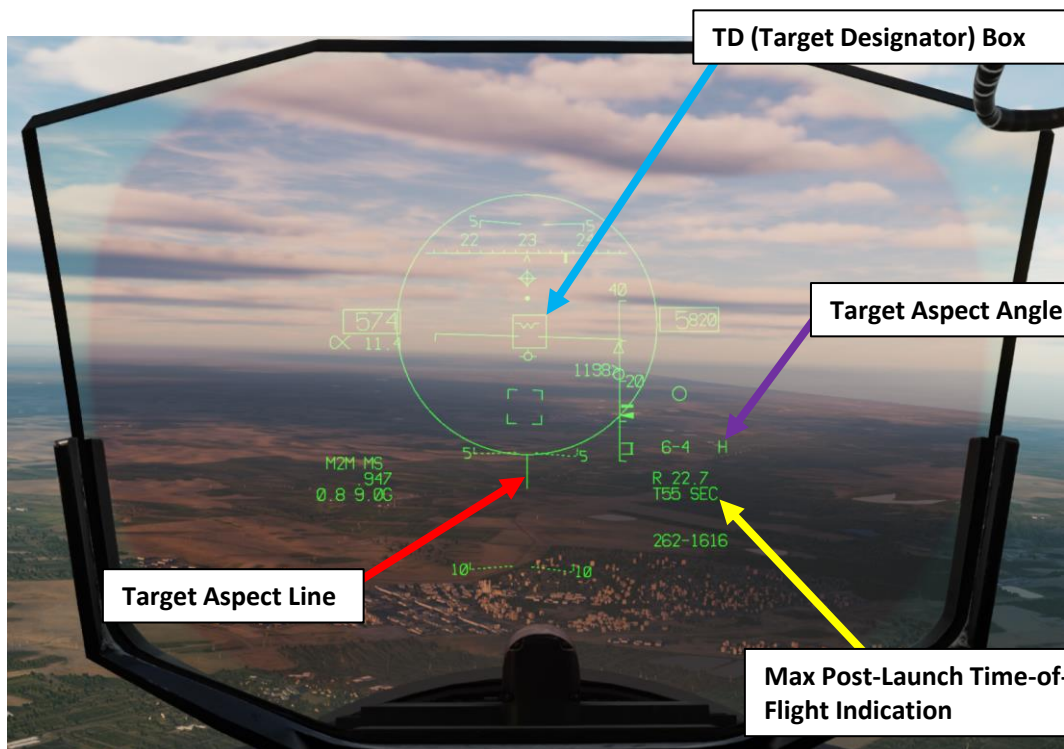 TD (Target Designator) Box
5 5
22 23 24
40
574
5820
Target Aspect Angle
α 11.4
1198
20
6-4 H
5 5
M2M MS
.947
0.8 9.0G
R 22.7
T55 SEC
262-1616
10 10
Target Aspect Line
Max Post-Launch Time-of-
Flight Indication